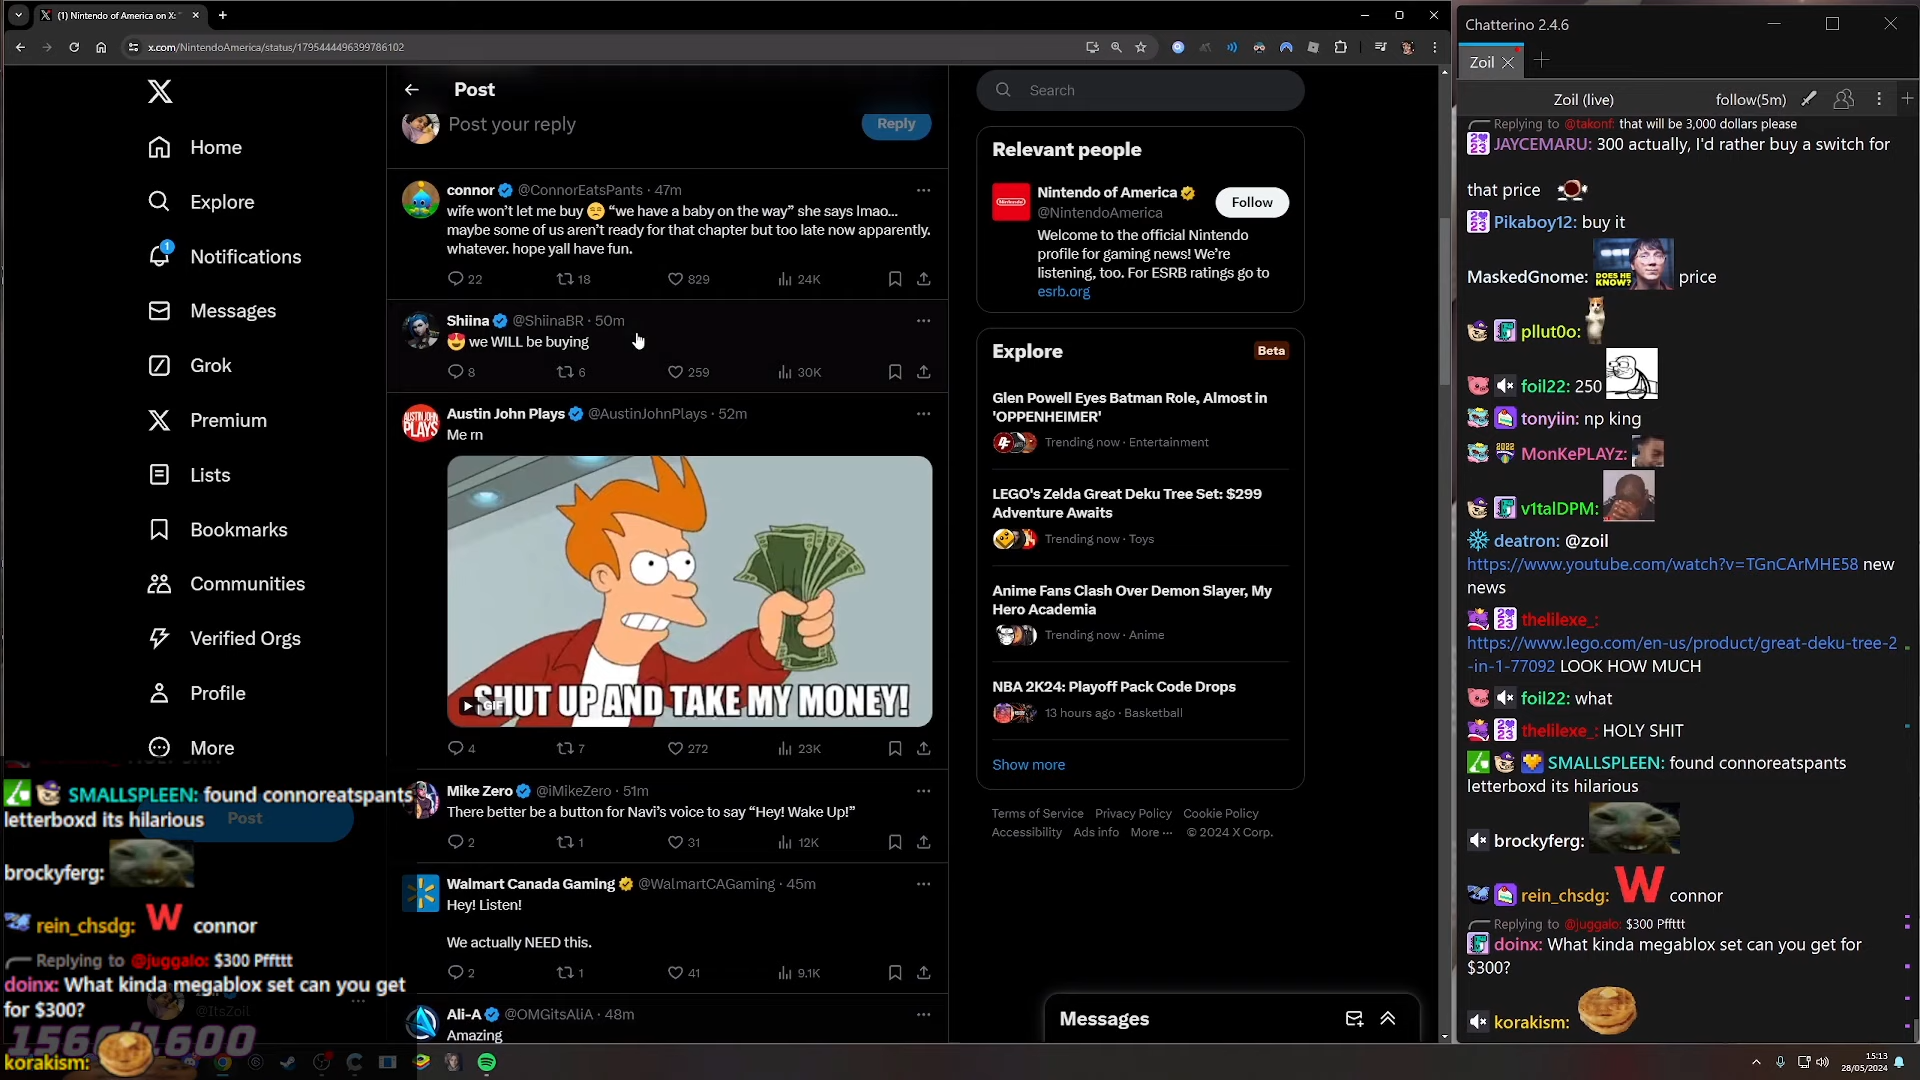 (1) Nintendo of America on X:
x.com/NintendoAmerica/status/1795444496399786102
Home
Explore
Notifications
1
Messages
Grok
Premium
Lists
Bookmarks
Communities
Verified Orgs
Profile
More
Post
Post
Post your reply
Reply
connor @ConnorEatsPants · 47m
wife won’t let me buy 😞 “we have a baby on the way” she says lmao...
maybe some of us aren’t ready for that chapter but too late now apparently.
whatever. hope yall have fun.
22 18 829 24K
Shiina @ShiinaBR · 50m
😍 we WILL be buying
8 6 259 30K
AUSTIN JOHN PLAYS
Austin John Plays @AustinJohnPlays · 52m
Me rn
SHUT UP AND TAKE MY MONEY!
GIF
4 7 272 23K
Mike Zero @iMikeZero · 51m
There better be a button for Navi’s voice to say “Hey! Wake Up!”
2 1 31 12K
Walmart Canada Gaming @WalmartCAGaming · 45m
Hey! Listen!
We actually NEED this.
2 1 41 9.1K
Ali-A @OMGitsAliA · 48m
Amazing
Search
Relevant people
Nintendo of America
@NintendoAmerica
Follow
Welcome to the official Nintendo
profile for gaming news! We’re
listening, too. For ESRB ratings go to
esrb.org
Explore
Beta
Glen Powell Eyes Batman Role, Almost in
'OPPENHEIMER'
Trending now · Entertainment
LEGO's Zelda Great Deku Tree Set: $299
Adventure Awaits
Trending now · Toys
Anime Fans Clash Over Demon Slayer, My
Hero Academia
Trending now · Anime
NBA 2K24: Playoff Pack Code Drops
13 hours ago · Basketball
Show more
Terms of Service Privacy Policy Cookie Policy
Accessibility Ads info More ··· © 2024 X Corp.
Messages
SMALLSPLEEN: found connoreatspants
letterboxd its hilarious
brockyferg:
rein_chsdg: W connor
Replying to @juggalo: $300 Pffttt
doinx: What kinda megablox set can you get
for $300?
@ItsZoil
1566/1600
korakism:
Chatterino 2.4.6
Zoil
Zoil (live)
follow(5m)
Replying to @takonf: that will be 3,000 dollars please
JAYCEMARU: 300 actually, I'd rather buy a switch for
that price
Pikaboy12: buy it
MaskedGnome: DOES HE KNOW? price
pllut0o:
foil22: 250
tonyiin: np king
MonKePLAYz:
v1talDPM:
deatron: @zoil
https://www.youtube.com/watch?v=TGnCArMHE58 new
news
thelilexe_:
https://www.lego.com/en-us/product/great-deku-tree-2
-in-1-77092 LOOK HOW MUCH
foil22: what
thelilexe_: HOLY SHIT
SMALLSPLEEN: found connoreatspants
letterboxd its hilarious
brockyferg:
rein_chsdg: W connor
Replying to @juggalo: $300 Pffttt
doinx: What kinda megablox set can you get for
$300?
korakism:
15:13
28/05/2024